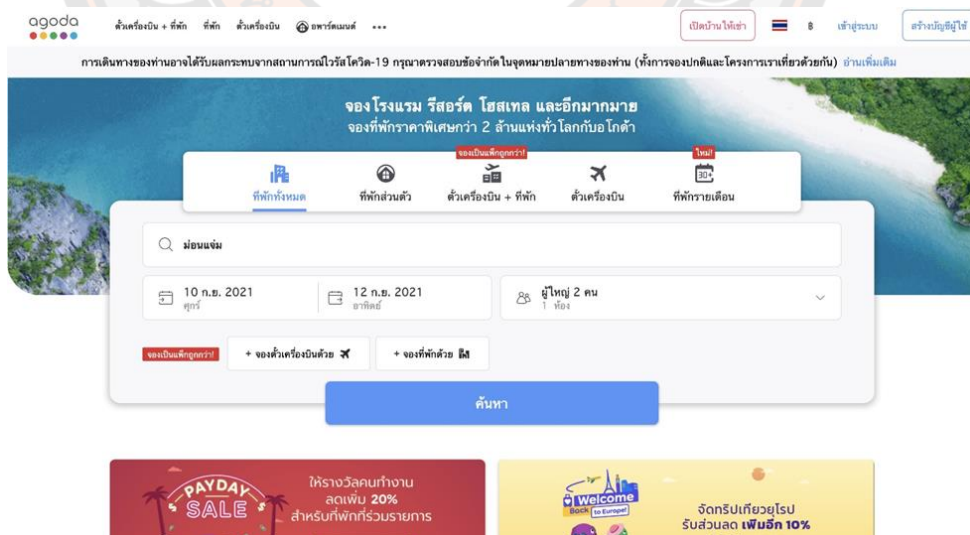 agoda
ตั๋วเครื่องบิน + ที่พัก ที่พัก ตั๋วเครื่องบิน อพาร์ตเมนต์ ••• เปิดบ้านให้เช่า ฿ เข้าสู่ระบบ สร้างบัญชีผู้ใช้
การเดินทางของท่านอาจได้รับผลกระทบจากสถานการณ์ไวรัสโควิด-19 กรุณาตรวจสอบข้อจำกัดในจุดหมายปลายทางของท่าน (ทั้งการจองปกติและโครงการเราเที่ยวด้วยกัน) อ่านเพิ่มเติม
จองโรงแรม รีสอร์ต โฮสเทล และอีกมากมาย
จองที่พักราคาพิเศษกว่า 2 ล้านแห่งทั่วโลกกับอโกด้า
จองเป็นแพ็กถูกกว่า! ใหม่!
30+
ที่พักทั้งหมด ที่พักส่วนตัว ตั๋วเครื่องบิน + ที่พัก ตั๋วเครื่องบิน ที่พักรายเดือน
ม่อนแจ่ม
10 ก.ย. 2021 12 ก.ย. 2021 ผู้ใหญ่ 2 คน
ศุกร์ อาทิตย์ 1 ห้อง
จองเป็นแพ็กถูกกว่า! + จองตั๋วเครื่องบินด้วย + จองที่พักด้วย
ค้นหา
PAYDAY
SALE
ให้รางวัลคนทำงาน
ลดเพิ่ม 20%
สำหรับที่พักที่ร่วมรายการ
Welcome
Back to Europe!
จัดทริปเที่ยวยุโรป
รับส่วนลด เพิ่มอีก 10%